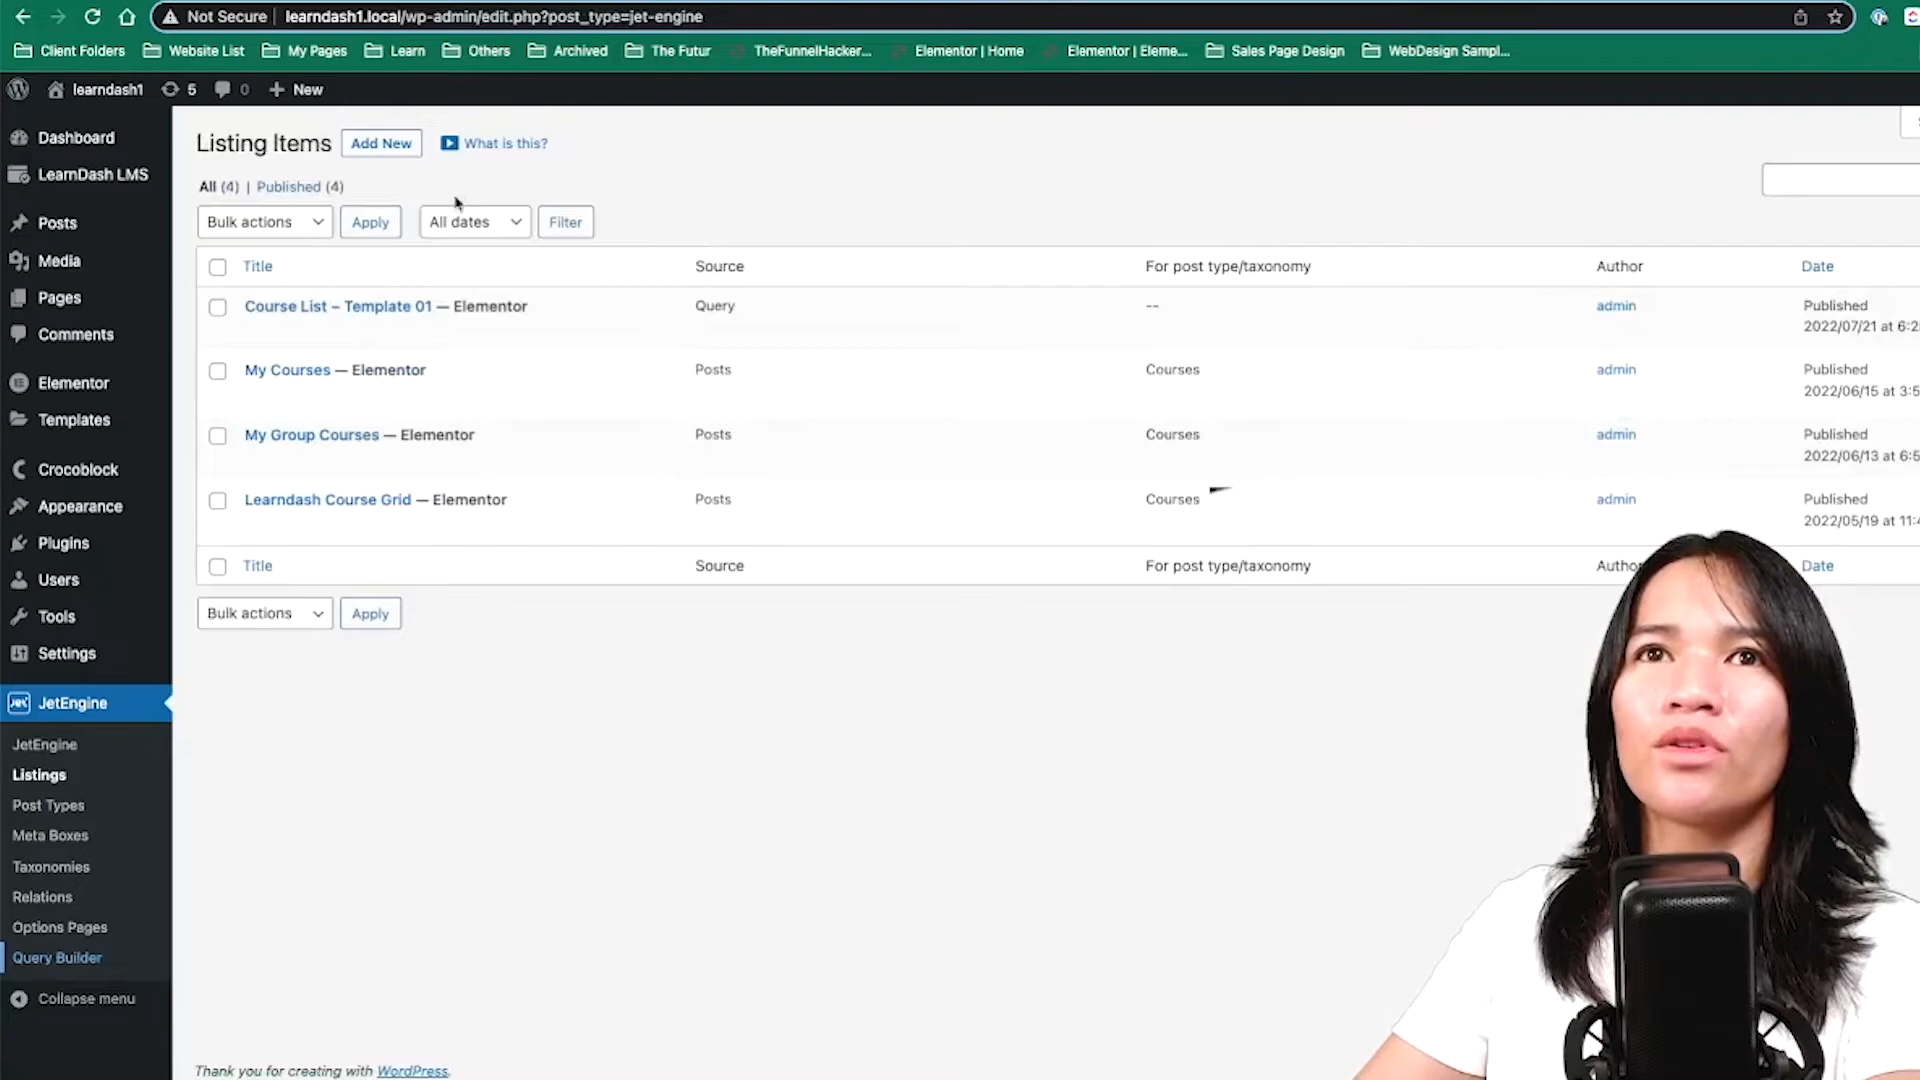 Not Secure learndash1.local/wp-admin/edit.php?post_type=jet-engine
Client Folders Website List My Pages Learn Others Archived The Futur TheFunnelHacker... Elementor | Home Elementor | Eleme... Sales Page Design WebDesign Sampl...
learndash1 5 0 + New
Dashboard
LearnDash LMS
Posts
Media
Pages
Comments
Elementor
Templates
Crocoblock
Appearance
Plugins
Users
Tools
Settings
JetEngine
JetEngine
Listings
Post Types
Meta Boxes
Taxonomies
Relations
Options Pages
Query Builder
Collapse menu
Listing Items Add New What is this?
All (4) | Published (4)
Bulk actions Apply All dates Filter
Title Source For post type/taxonomy Author Date
Course List – Template 01 — Elementor Query -- admin Published
2022/07/21 at 6:2
My Courses — Elementor Posts Courses admin Published
2022/06/15 at 3:5
My Group Courses — Elementor Posts Courses admin Published
2022/06/13 at 6:5
Learndash Course Grid — Elementor Posts Courses admin Published
2022/05/19 at 11:
Title Source For post type/taxonomy Autho Date
Bulk actions Apply
Thank you for creating with WordPress.